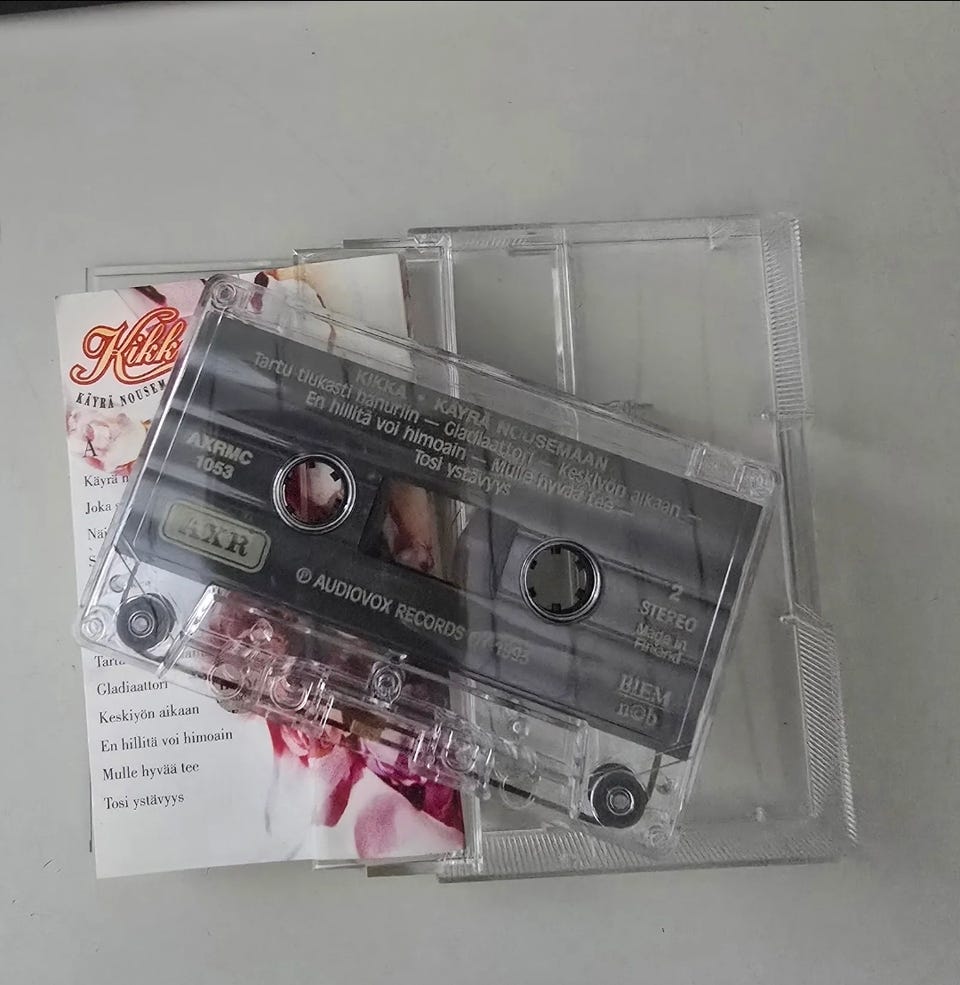 Kikk
KÄYRÄ NOUSEM
A
Käyrä n
Joka
Näi
Tartu
Gladiaattori
Keskiyön aikaan
En hillitä voi himoain
Mulle hyvää tee
Tosi ystävyys
KIKKA • KÄYRÄ NOUSEMAAN
Tartu tiukasti hanuriin — Gladiaattori — Keskiyön aikaan —
En hillitä voi himoain — Mulle hyvää tee —
Tosi ystävyys
AXRMC
1053
AXR
℗ AUDIOVOX RECORDS 1993
2
STEREO
Made in
Finland
BIEM
n©b